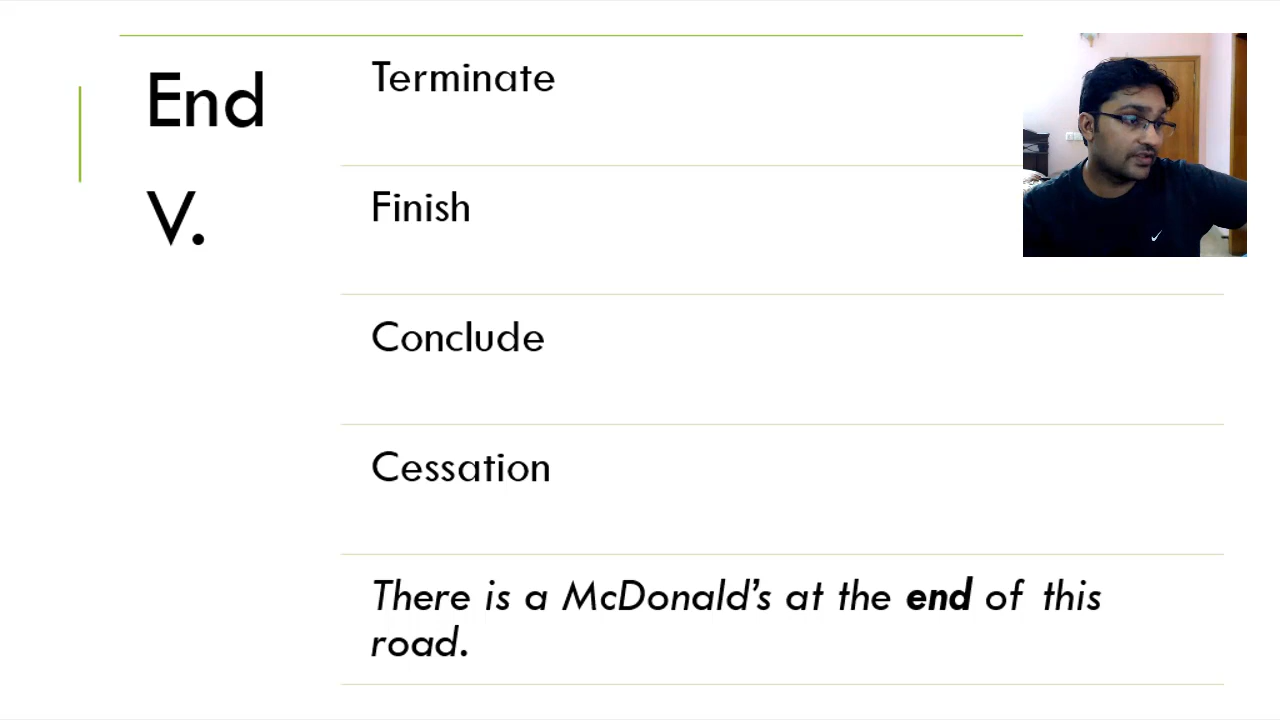 End
V.
Terminate
Finish
Conclude
Cessation
There is a McDonald’s at the end of this
road.